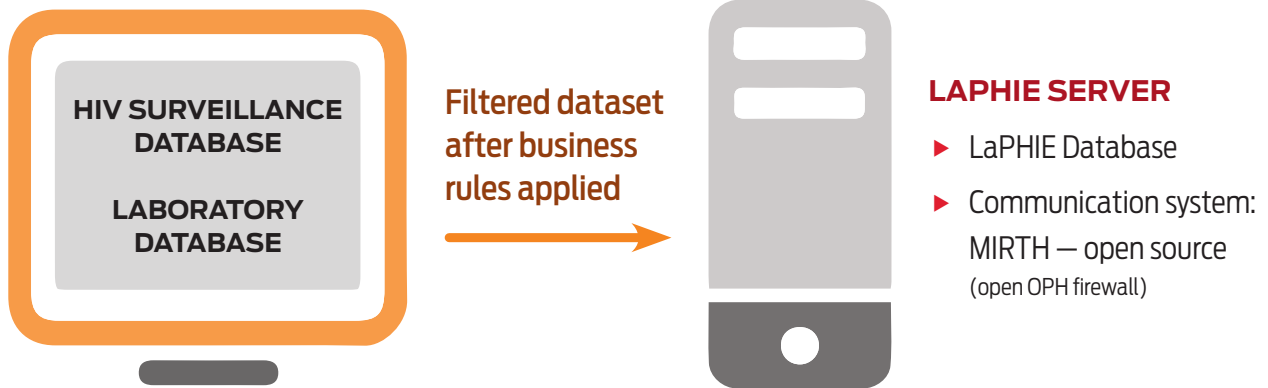 HIV SURVEILLANCE
DATABASE
LABORATORY
DATABASE
Filtered dataset
after business
rules applied
LAPHIE SERVER
▶ LaPHIE Database
▶ Communication system:
MIRTH — open source
(open OPH firewall)